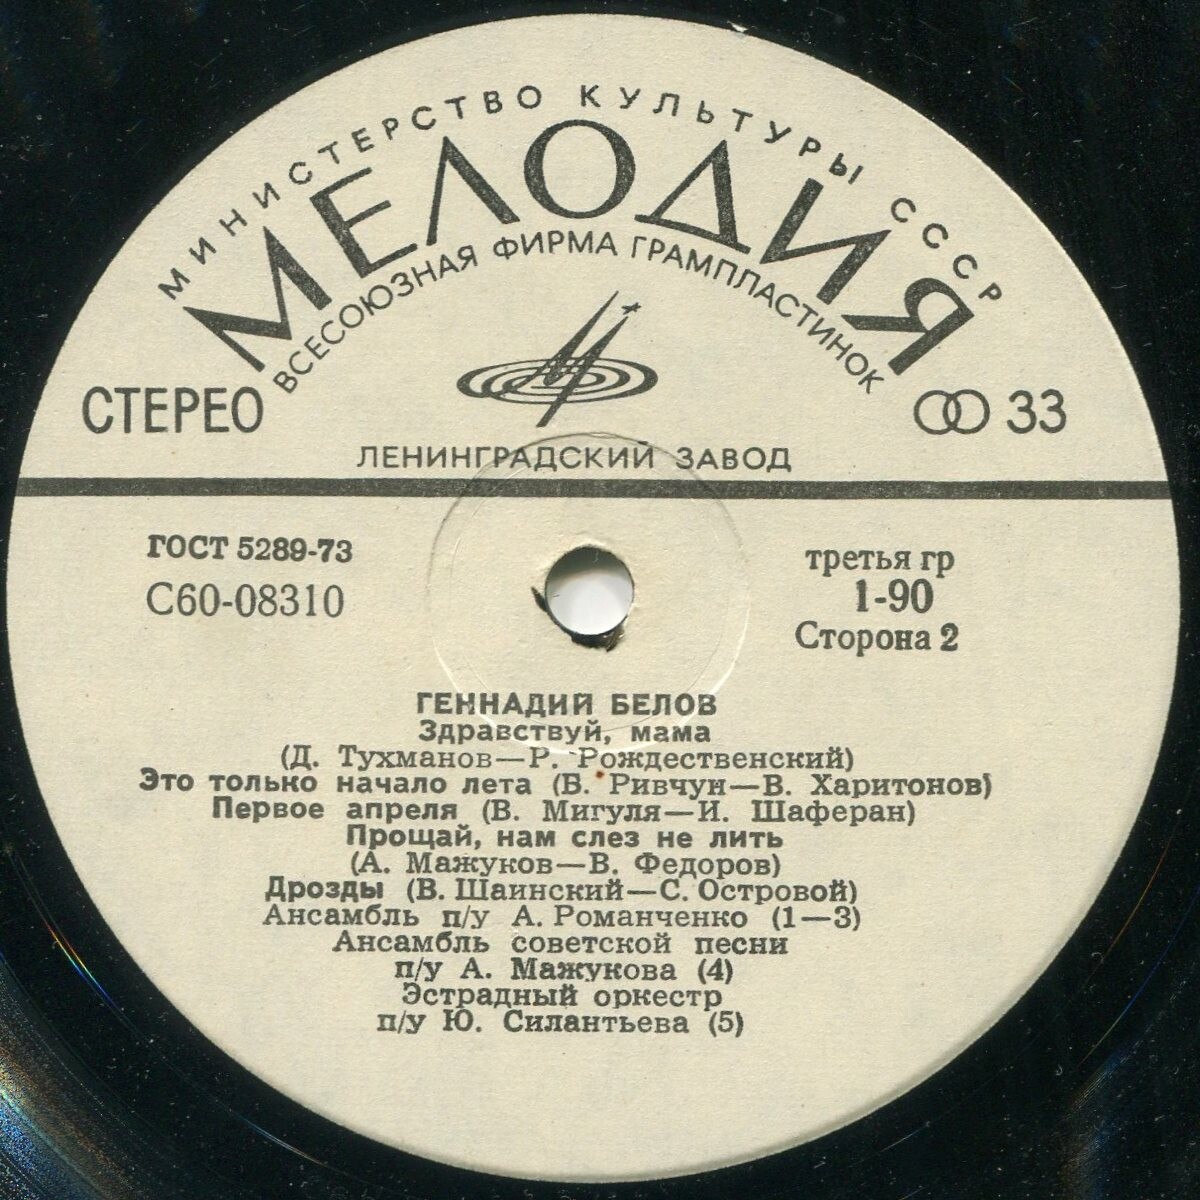 МИНИСТЕРСТВО КУЛЬТУРЫ СССР
МЕЛОДИЯ
ВСЕСОЮЗНАЯ ФИРМА ГРАМПЛАСТИНОК
СТЕРЕО
33
ЛЕНИНГРАДСКИЙ ЗАВОД
ГОСТ 5289-73
С60-08310
третья гр
1-90
Сторона 2
ГЕННАДИЙ БЕЛОВ
Здравствуй, мама
(Д. Тухманов—Р. Рождественский)
Это только начало лета (Б. Ривчун—В. Харитонов)
Первое апреля (В. Мигуля—И. Шаферан)
Прощай, нам слез не лить
(А. Мажуков—В. Федоров)
Дрозды (В. Шаинский—С. Островой)
Ансамбль п/у А. Романченко (1—3)
Ансамбль советской песни
п/у А. Мажукова (4)
Эстрадный оркестр
п/у Ю. Силантьева (5)